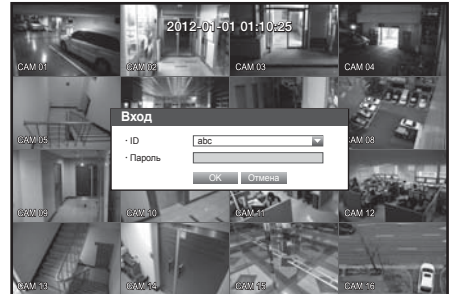 2012-01-01 01:10:25
CAM 01
CAM 02
CAM 03
CAM 04
Вход
CAM 05
CAM 08
· ID
abc
· Пароль
OK
Отмена
CAM 09
CAM 10
CAM 11
CAM 12
CAM 13
CAM 14
CAM 15
CAM 16